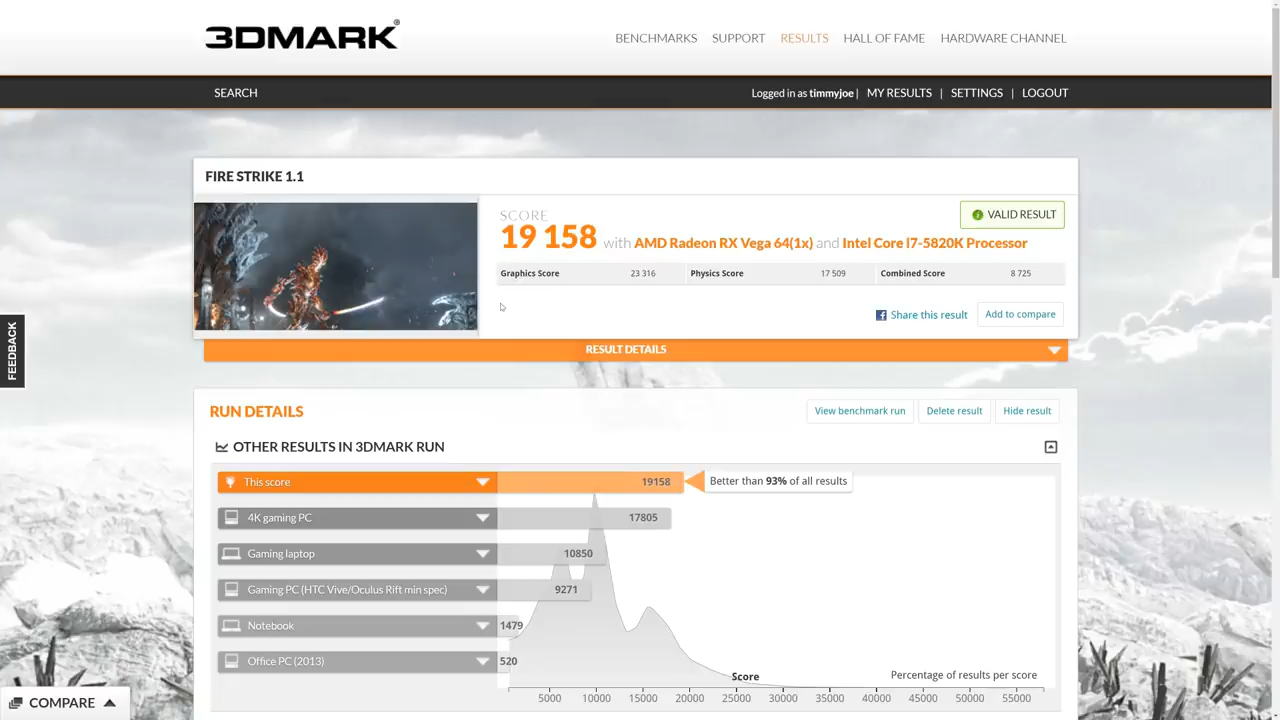 3DMARK®
BENCHMARKS SUPPORT RESULTS HALL OF FAME HARDWARE CHANNEL
SEARCH
Logged in as timmyjoe | MY RESULTS | SETTINGS | LOGOUT
FIRE STRIKE 1.1
SCORE
VALID RESULT
19 158 with AMD Radeon RX Vega 64(1x) and Intel Core i7-5820K Processor
Graphics Score 23 316 Physics Score 17 509 Combined Score 8 725
Share this result Add to compare
FEEDBACK
RESULT DETAILS
RUN DETAILS
View benchmark run Delete result Hide result
OTHER RESULTS IN 3DMARK RUN
This score 19158 Better than 93% of all results
4K gaming PC 17805
Gaming laptop 10850
Gaming PC (HTC Vive/Oculus Rift min spec) 9271
Notebook 1479
Office PC (2013) 520
Score Percentage of results per score
5000 10000 15000 20000 25000 30000 35000 40000 45000 50000 55000
COMPARE